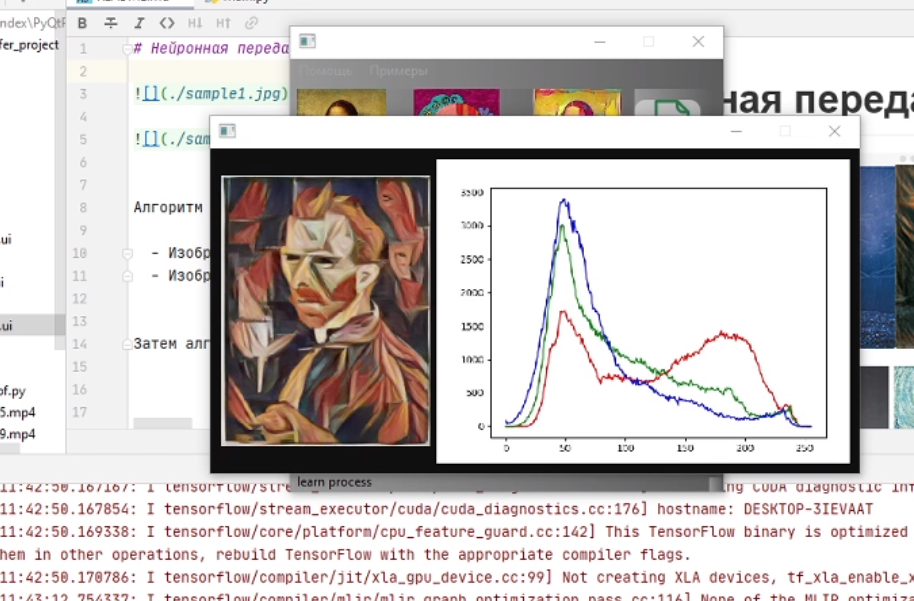 ndex\PyQt
B I <> H↓ H↑
fer_project
1 # Нейронная переда
2
3 ![](./sample1.jpg)
4
5 ![](./sam
6
7
8 Алгоритм
9
10 - Изобр
11 - Изобр
12
13
14 Затем алг
15
16
17
.ui
i
.ui
of.py
5.mp4
9.mp4
Помощь Примеры
ная переда
3500
3000
2500
2000
1500
1000
500
0
0 50 100 150 200 250
learn process
11:42:50.167167: I tensorflow/stre ng CUDA diagnostic inf
11:42:50.167854: I tensorflow/stream_executor/cuda/cuda_diagnostics.cc:176] hostname: DESKTOP-3IEVAAT
11:42:50.169338: I tensorflow/core/platform/cpu_feature_guard.cc:142] This TensorFlow binary is optimized
hem in other operations, rebuild TensorFlow with the appropriate compiler flags.
11:42:50.170786: I tensorflow/compiler/jit/xla_gpu_device.cc:99] Not creating XLA devices, tf_xla_enable_x
11:43:12.754337: I tensorflow/compiler/mlir/mlir_graph_optimization_pass.cc:116] None of the MLIR optimiza